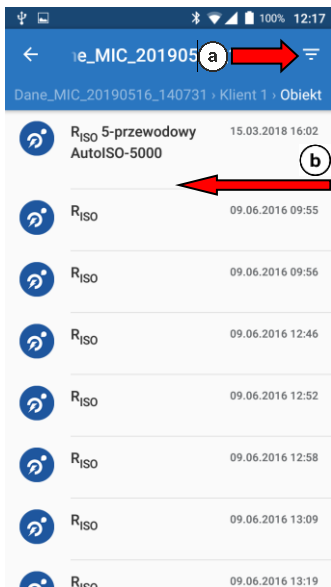 100% 12:17
e_MIC_201905 a
Dane_MIC_20190516_140731 › Klient 1 › Obiekt
RISO 5-przewodowy 15.03.2018 16:02
AutoISO-5000
b
RISO 09.06.2016 09:55
RISO 09.06.2016 09:56
RISO 09.06.2016 12:46
RISO 09.06.2016 12:52
RISO 09.06.2016 12:58
RISO 09.06.2016 13:09
RISO 09.06.2016 13:19